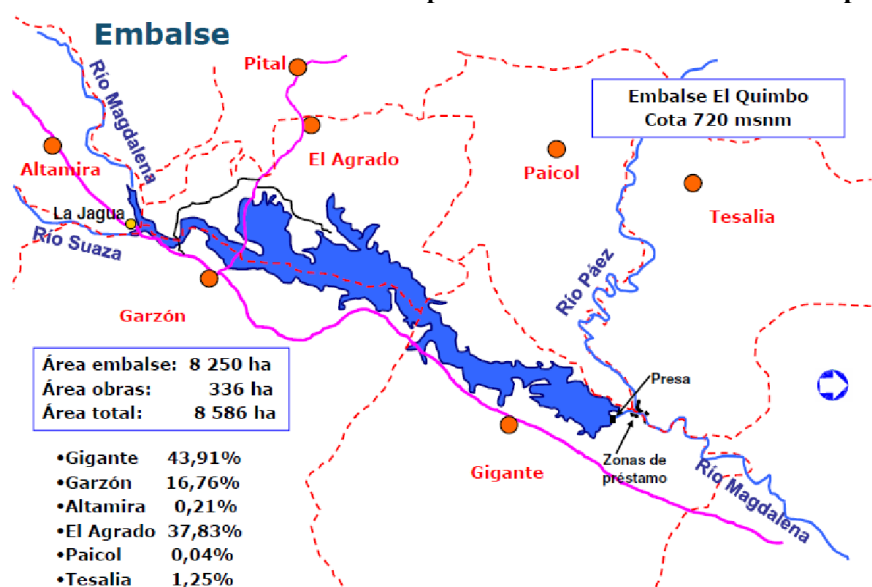 Embalse
Pital
Río Magdalena
Embalse El Quimbo
Cota 720 msnm
El Agrado
Altamira
Paicol
Tesalia
La Jagua
Río Suaza
Río Páez
Garzón
Área embalse: 8 250 ha
Área obras: 336 ha
Área total: 8 586 ha
Presa
Zonas de
préstamo
Gigante
Río Magdalena
•Gigante 43,91%
•Garzón 16,76%
•Altamira 0,21%
•El Agrado 37,83%
•Paicol 0,04%
•Tesalia 1,25%